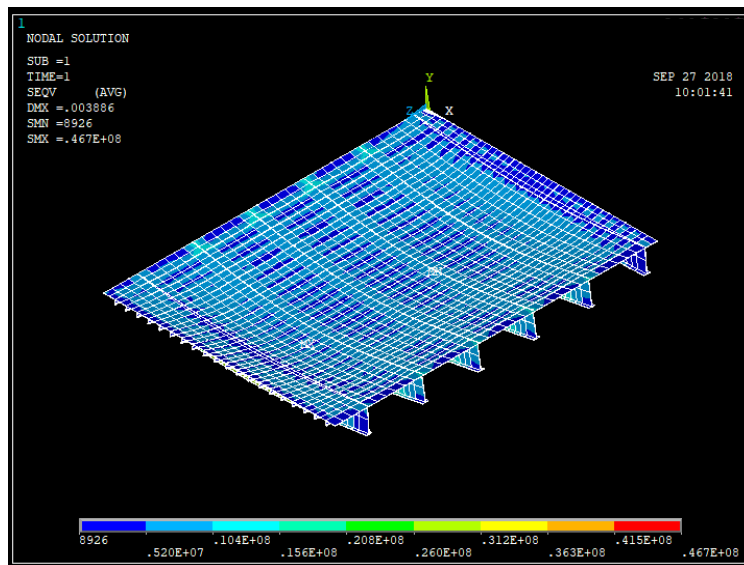 1
NODAL SOLUTION
SUB =1
TIME=1
SEQV (AVG)
DMX =.003886
SMN =8926
SMX =.467E+08
SEP 27 2018
10:01:41
Y
Z X
MN
8926 .104E+08 .208E+08 .312E+08 .415E+08
.520E+07 .156E+08 .260E+08 .363E+08 .467E+08